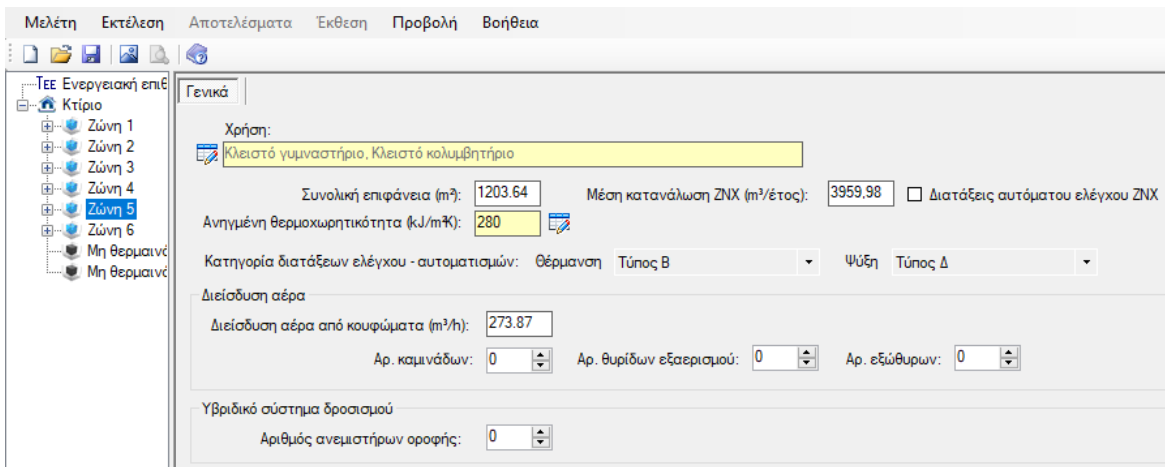 Μελέτη Εκτέλεση Αποτελέσματα Έκθεση Προβολή Βοήθεια
ΤΕΕ Ενεργειακή επιθ
Κτίριο
Ζώνη 1
Ζώνη 2
Ζώνη 3
Ζώνη 4
Ζώνη 5
Ζώνη 6
Μη θερμαινό
Μη θερμαινό
Γενικά
Χρήση:
Κλειστό γυμναστήριο, Κλειστό κολυμβητήριο
Συνολική επιφάνεια (m²): 1203.64 Μέση κατανάλωση ΖΝΧ (m³/έτος): 3959,98 Διατάξεις αυτόματου ελέγχου ΖΝΧ
Ανηγμένη θερμοχωρητικότητα (kJ/m²K): 280
Κατηγορία διατάξεων ελέγχου - αυτοματισμών: Θέρμανση Τύπος Β Ψύξη Τύπος Δ
Διείσδυση αέρα
Διείσδυση αέρα από κουφώματα (m³/h): 273.87
Αρ. καμινάδων: 0 Αρ. θυρίδων εξαερισμού: 0 Αρ. εξώθυρων: 0
Υβριδικό σύστημα δροσισμού
Αριθμός ανεμιστήρων οροφής: 0